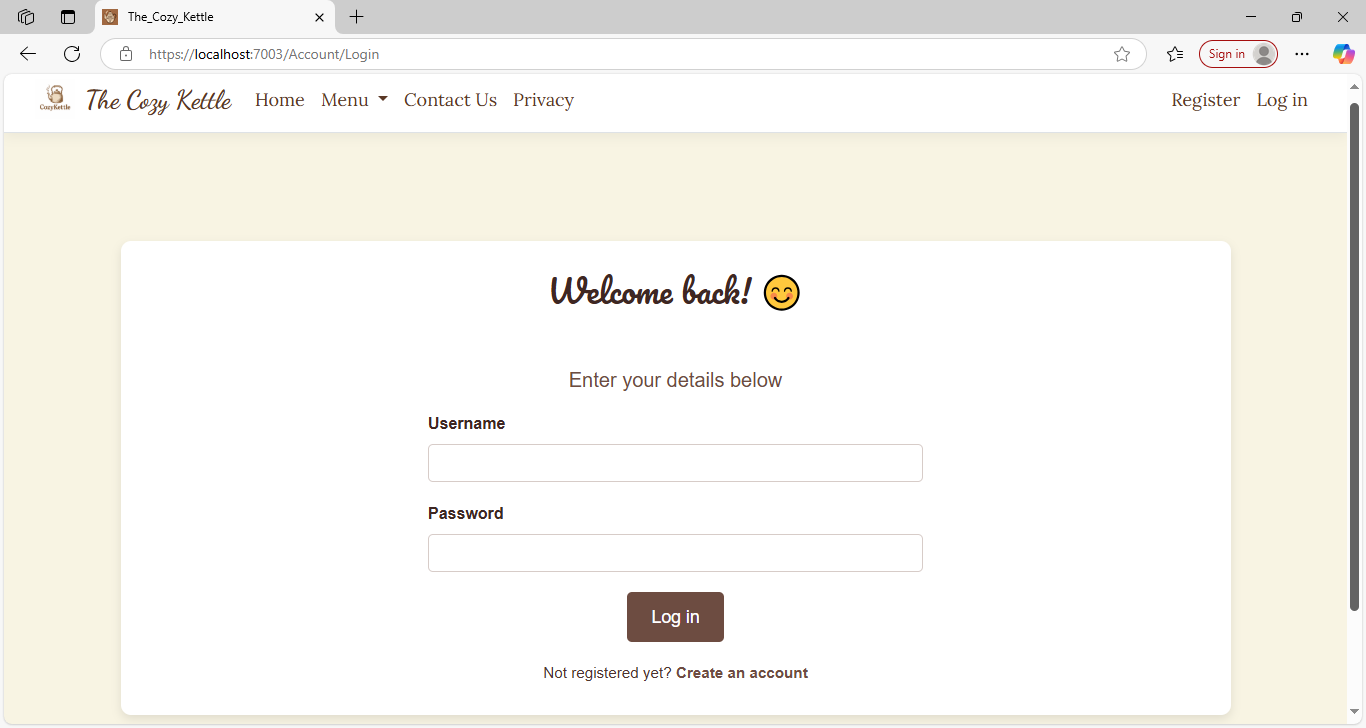 The_Cozy_Kettle
https://localhost:7003/Account/Login
Sign in
CozyKettle
The Cozy Kettle
Home Menu Contact Us Privacy
Register Log in
Welcome back! 😊
Enter your details below
Username
Password
Log in
Not registered yet? Create an account